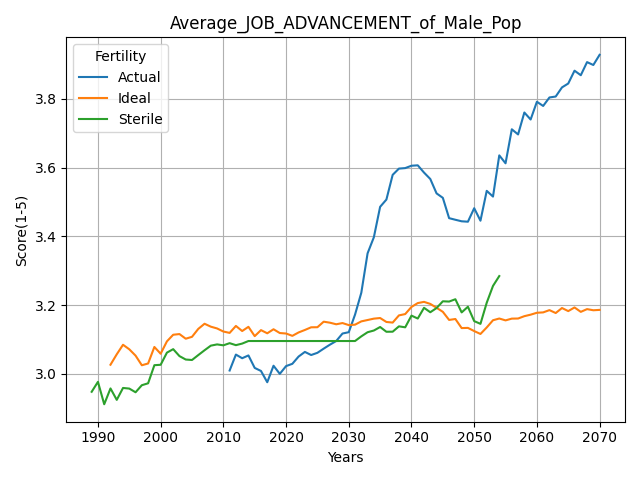 Average_JOB_ADVANCEMENT_of_Male_Pop
Fertility
Actual
Ideal
Sterile
Score(1-5)
3.8
3.6
3.4
3.2
3.0
1990 2000 2010 2020 2030 2040 2050 2060 2070
Years